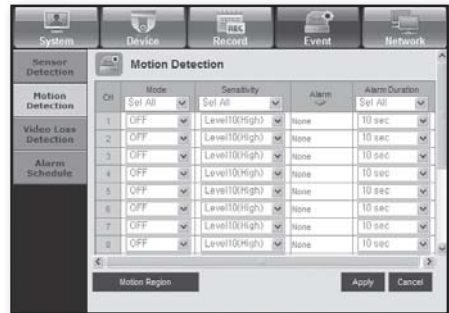 System Device Record Event Network
REC
Sensor Detection
Motion Detection
Video Loss Detection
Alarm Schedule
Motion Detection
CH Mode Sensitivity Alarm Alarm Duration
Sel All Sel All Sel All
1 OFF Level10(High) None 10 sec
2 OFF Level10(High) None 10 sec
3 OFF Level10(High) None 10 sec
4 OFF Level10(High) None 10 sec
5 OFF Level10(High) None 10 sec
6 OFF Level10(High) None 10 sec
7 OFF Level10(High) None 10 sec
8 OFF Level10(High) None 10 sec
Motion Region Apply Cancel